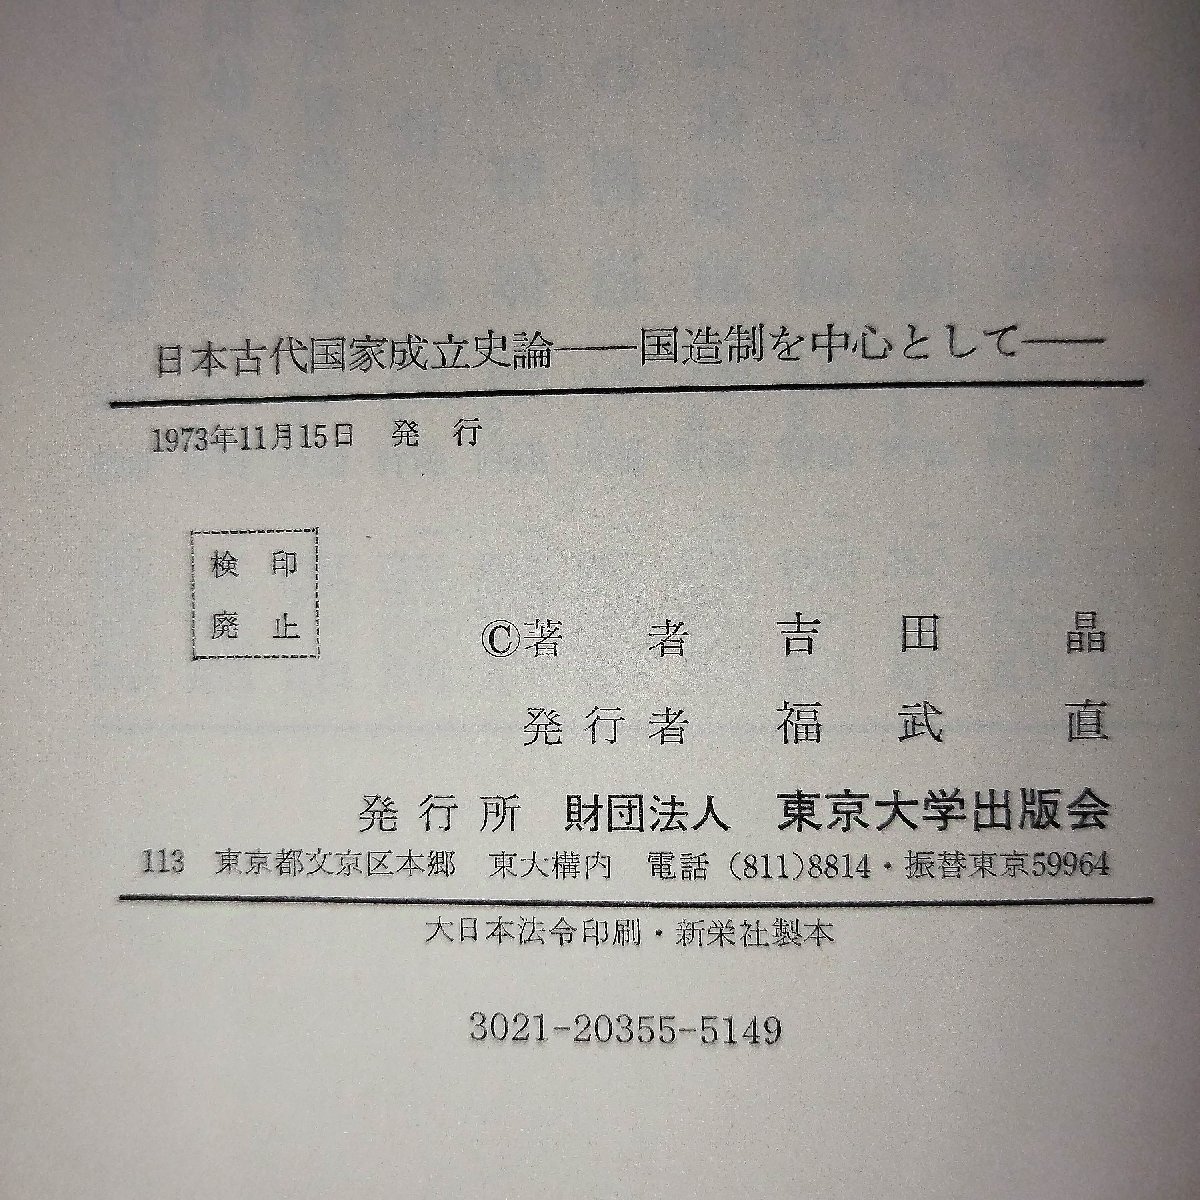 日本古代国家成立史論――国造制を中心として――
1973年11月15日 発 行
検 印
廃 止
©著 者 吉 田 晶
発 行 者 福 武 直
発 行 所 財団法人 東京大学出版会
113 東京都文京区本郷 東大構内 電話 (811)8814・振替東京59964
大日本法令印刷・新栄社製本
3021-20355-5149